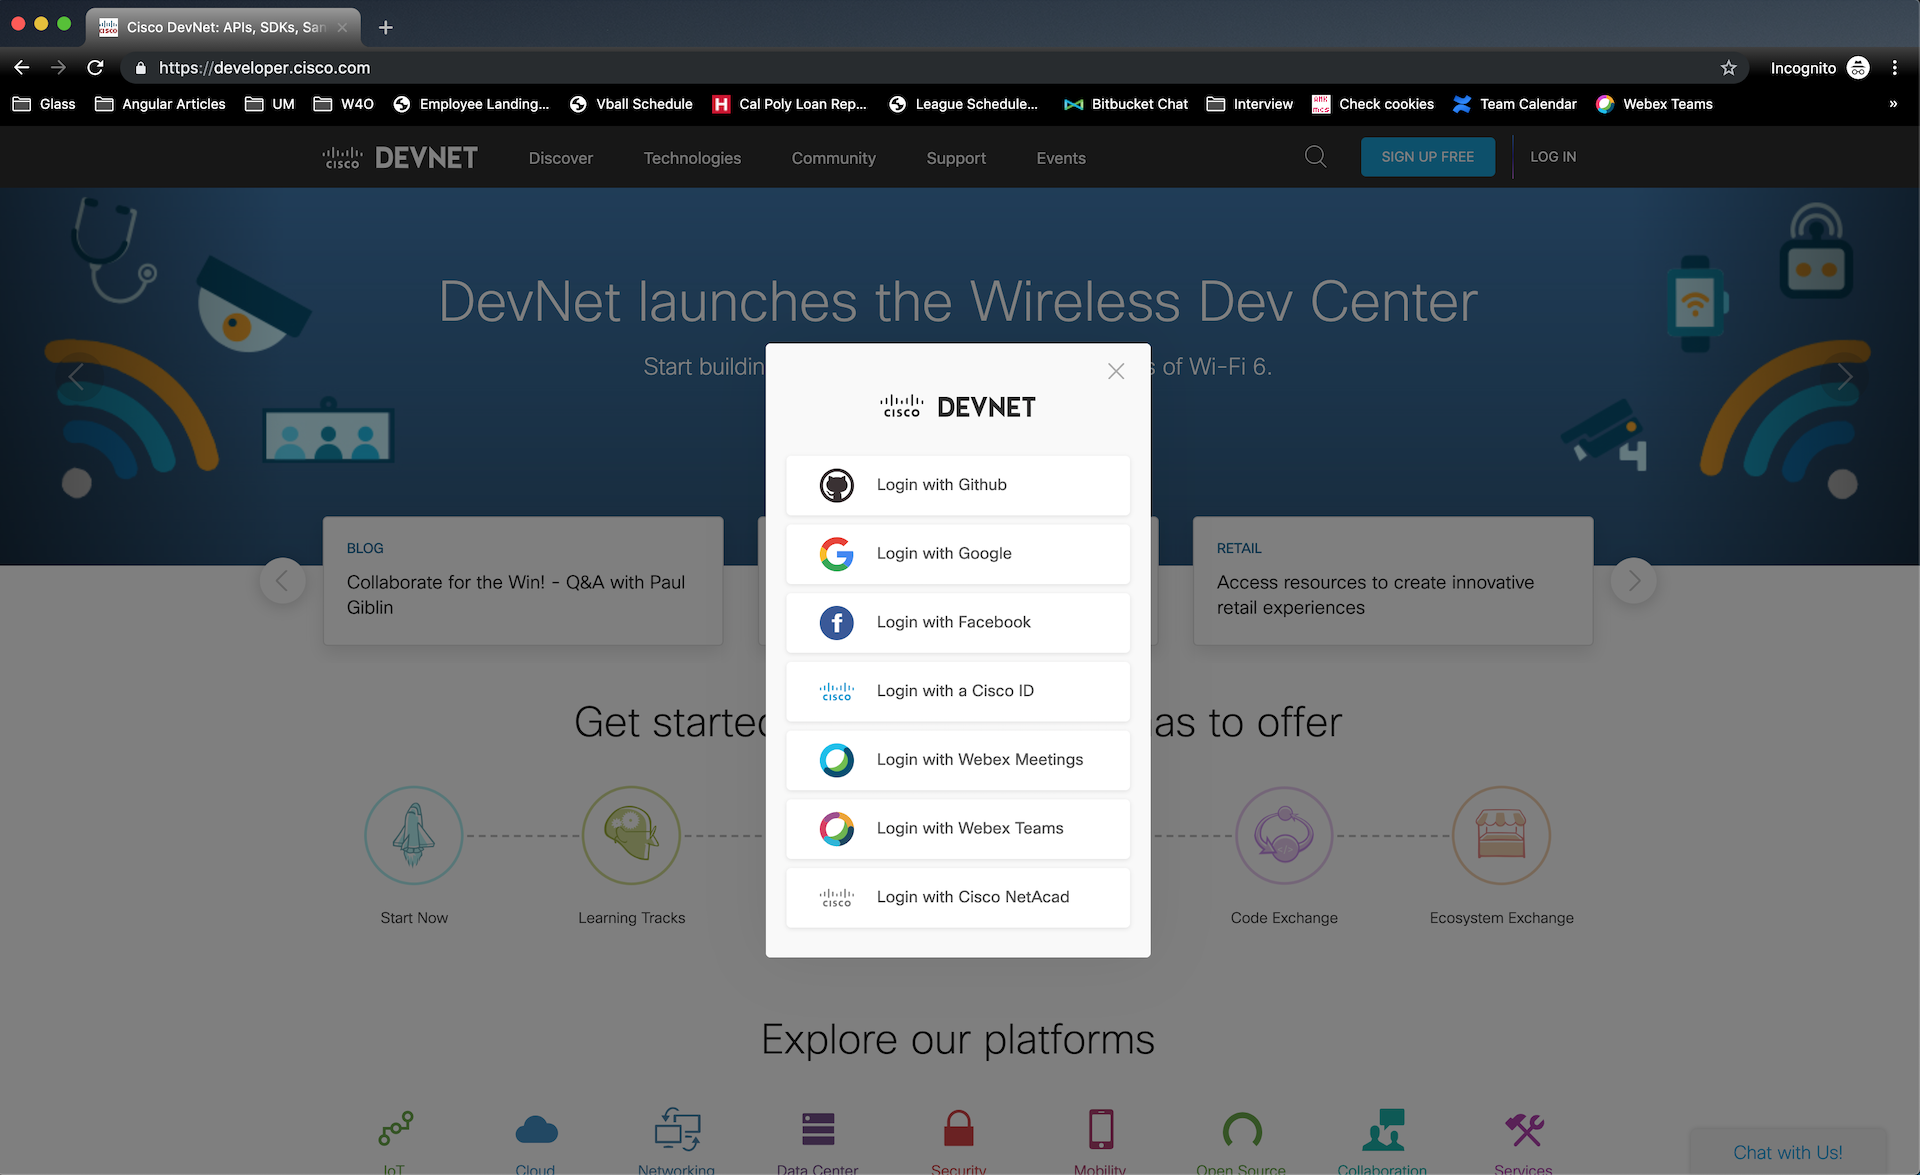 Cisco DevNet: APIs, SDKs, San
https://developer.cisco.com
Incognito
Glass
Angular Articles
UM
W4O
Employee Landing...
Vball Schedule
Cal Poly Loan Rep...
League Schedule...
Bitbucket Chat
Interview
Check cookies
Team Calendar
Webex Teams
»
CISCO DEVNET
Discover
Technologies
Community
Support
Events
SIGN UP FREE
LOG IN
DevNet launches the Wireless Dev Center
Start buildin
of Wi-Fi 6.
CISCO DEVNET
Login with Github
Login with Google
Login with Facebook
Login with a Cisco ID
Login with Webex Meetings
Login with Webex Teams
Login with Cisco NetAcad
BLOG
Collaborate for the Win! - Q&A with Paul
Giblin
RETAIL
Access resources to create innovative
retail experiences
Get started
as to offer
Start Now
Learning Tracks
Code Exchange
Ecosystem Exchange
Explore our platforms
IoT
Cloud
Networking
Data Center
Security
Mobility
Open Source
Collaboration
Services
Chat with Us!